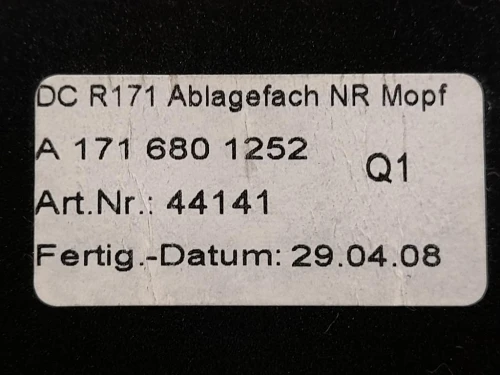 DC R171 Ablagefach NR Mopf
A 171 680 1252
Q1
Art.Nr.: 44141
Fertig.-Datum: 29.04.08